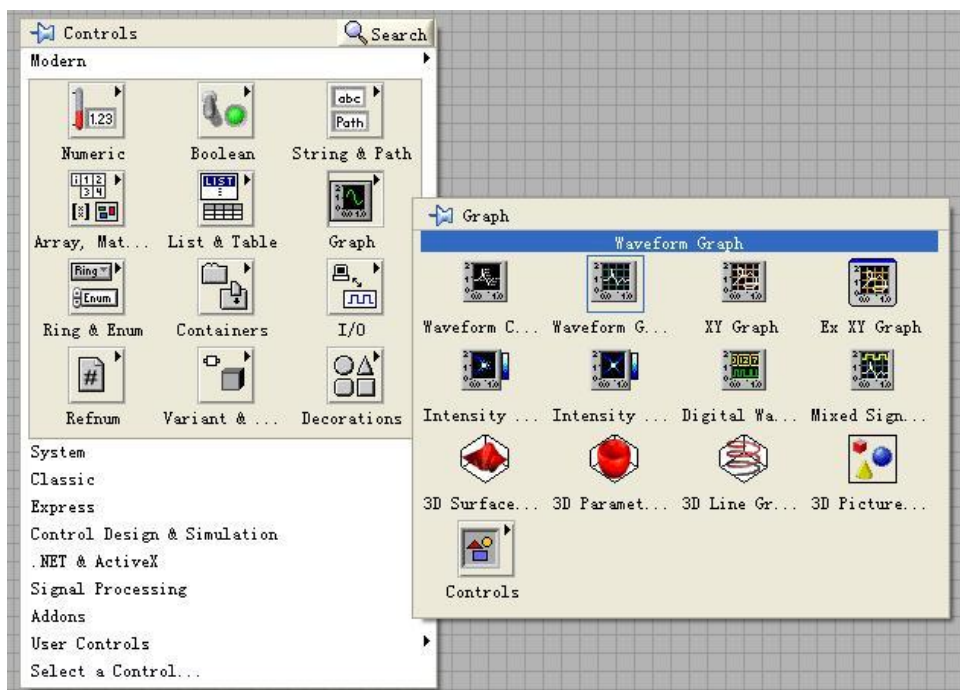 Controls
Search
Modern
1.23
abc
Path
Numeric
Boolean
String & Path
LIST
Array, Mat...
List & Table
Graph
Ring
Enum
Ring & Enum
Containers
I/O
#
Refnum
Variant & ...
Decorations
System
Classic
Express
Control Design & Simulation
.NET & ActiveX
Signal Processing
Addons
User Controls
Select a Control...
Graph
Waveform Graph
Waveform C...
Waveform G...
XY Graph
Ex XY Graph
Intensity ...
Intensity ...
Digital Wa...
Mixed Sign...
3D Surface...
3D Paramet...
3D Line Gr...
3D Picture...
Controls